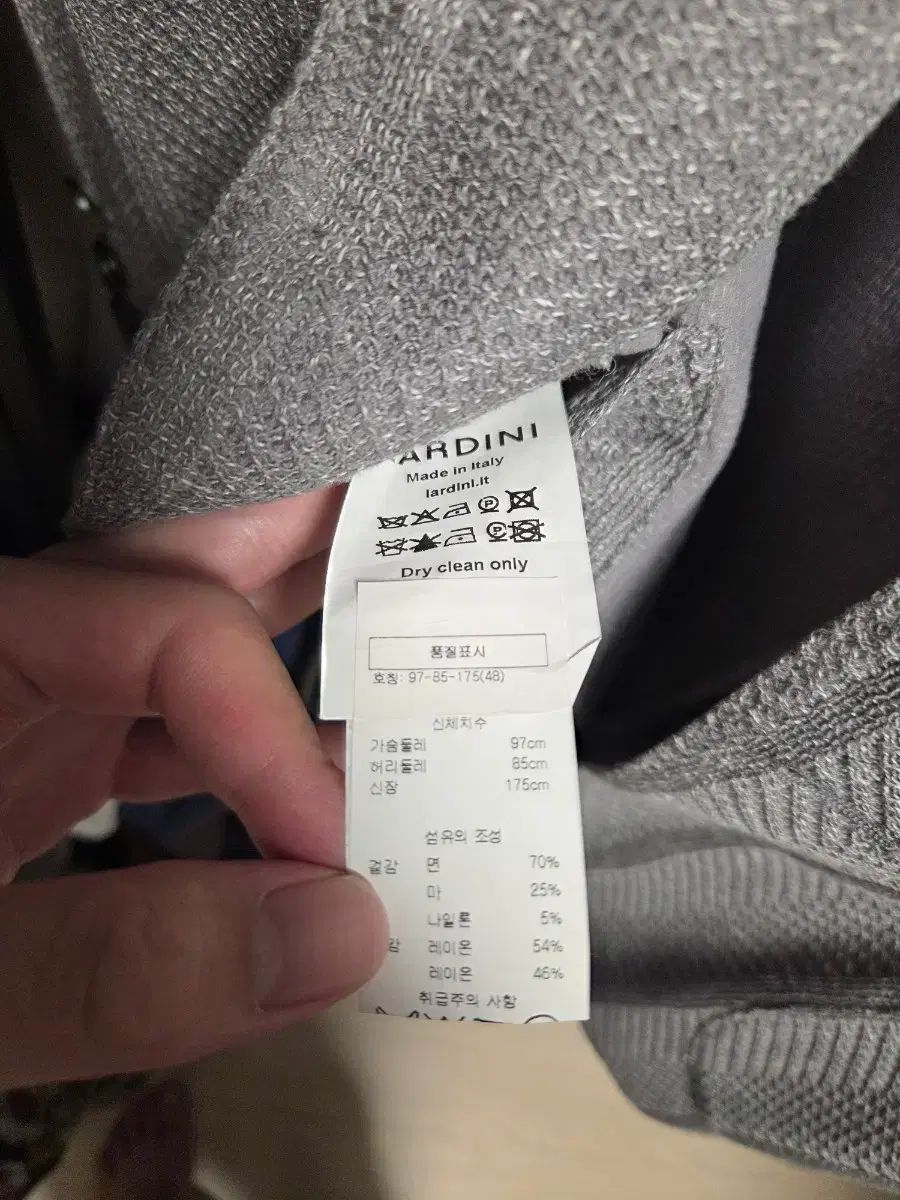 ARDINI
Made in Italy
lardini.it
Dry clean only
품질표시
호칭: 97-85-175(48)
신체치수
가슴둘레 97cm
허리둘레 85cm
신장 175cm
섬유의 조성
겉감 면 70%
마 25%
나일론 5%
감 레이온 54%
레이온 46%
취급주의 사항